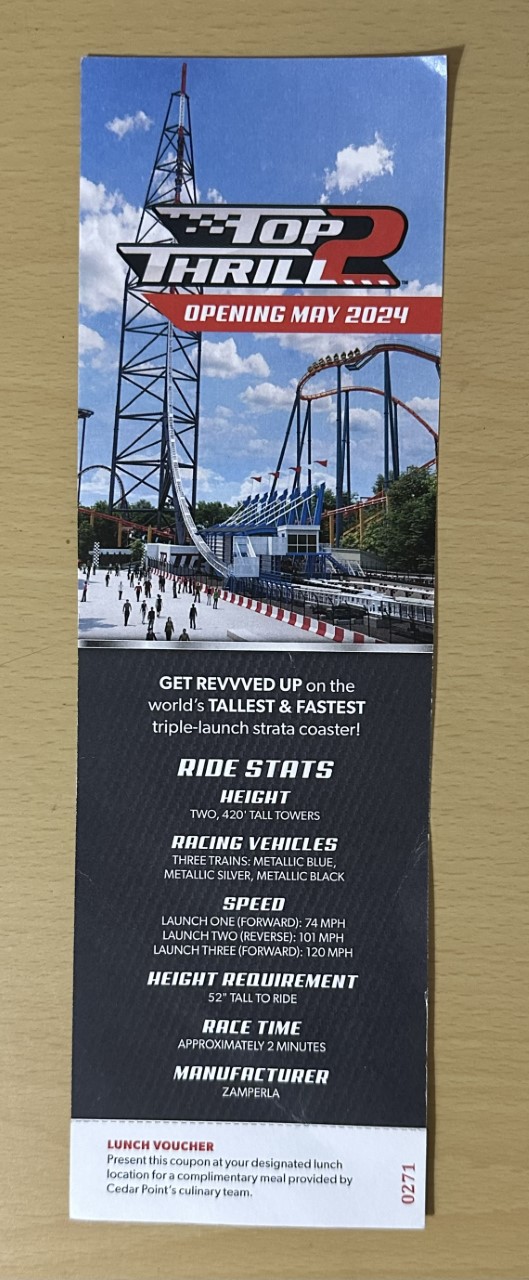 TOP
THRILL 2
™
OPENING MAY 2024
GET REVVVED UP on the
world's TALLEST & FASTEST
triple-launch strata coaster!
RIDE STATS
HEIGHT
TWO, 420' TALL TOWERS
RACING VEHICLES
THREE TRAINS: METALLIC BLUE,
METALLIC SILVER, METALLIC BLACK
SPEED
LAUNCH ONE (FORWARD): 74 MPH
LAUNCH TWO (REVERSE): 101 MPH
LAUNCH THREE (FORWARD): 120 MPH
HEIGHT REQUIREMENT
52" TALL TO RIDE
RACE TIME
APPROXIMATELY 2 MINUTES
MANUFACTURER
ZAMPERLA
LUNCH VOUCHER
Present this coupon at your designated lunch
location for a complimentary meal provided by
Cedar Point's culinary team.
0271